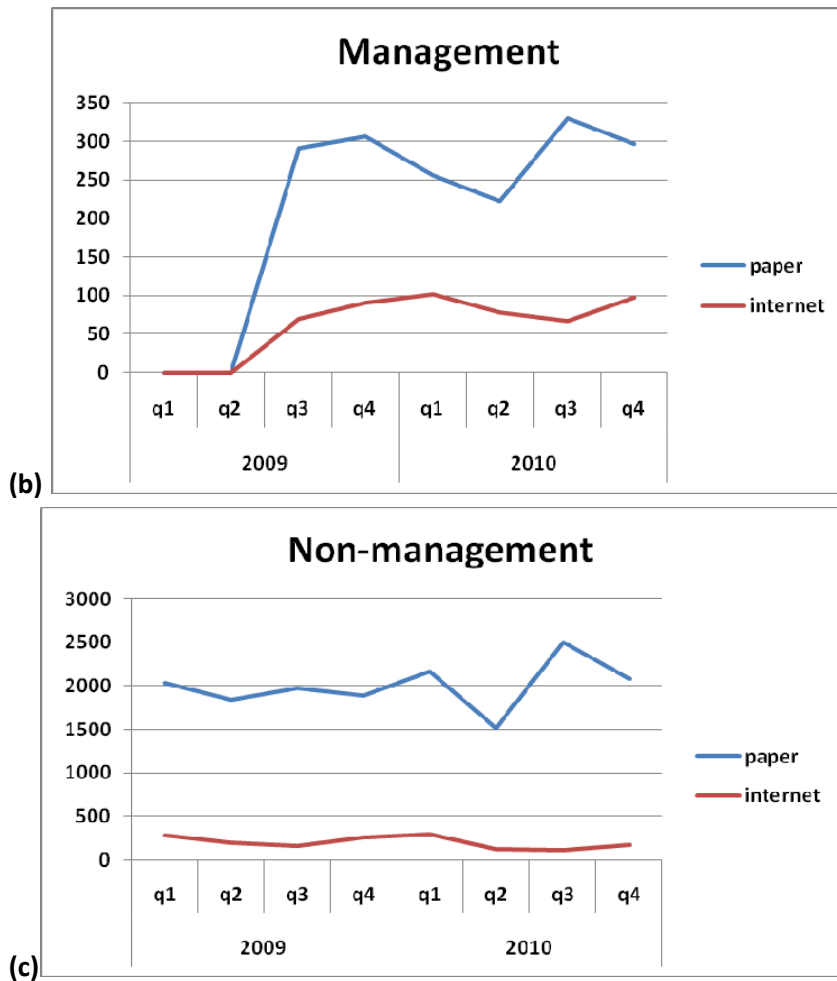 Management
350
300
250
200
150
100
50
0
paper
internet
q1 q2 q3 q4 q1 q2 q3 q4
2009 2010
(b)
Non-management
3000
2500
2000
1500
1000
500
0
paper
internet
q1 q2 q3 q4 q1 q2 q3 q4
2009 2010
(c)